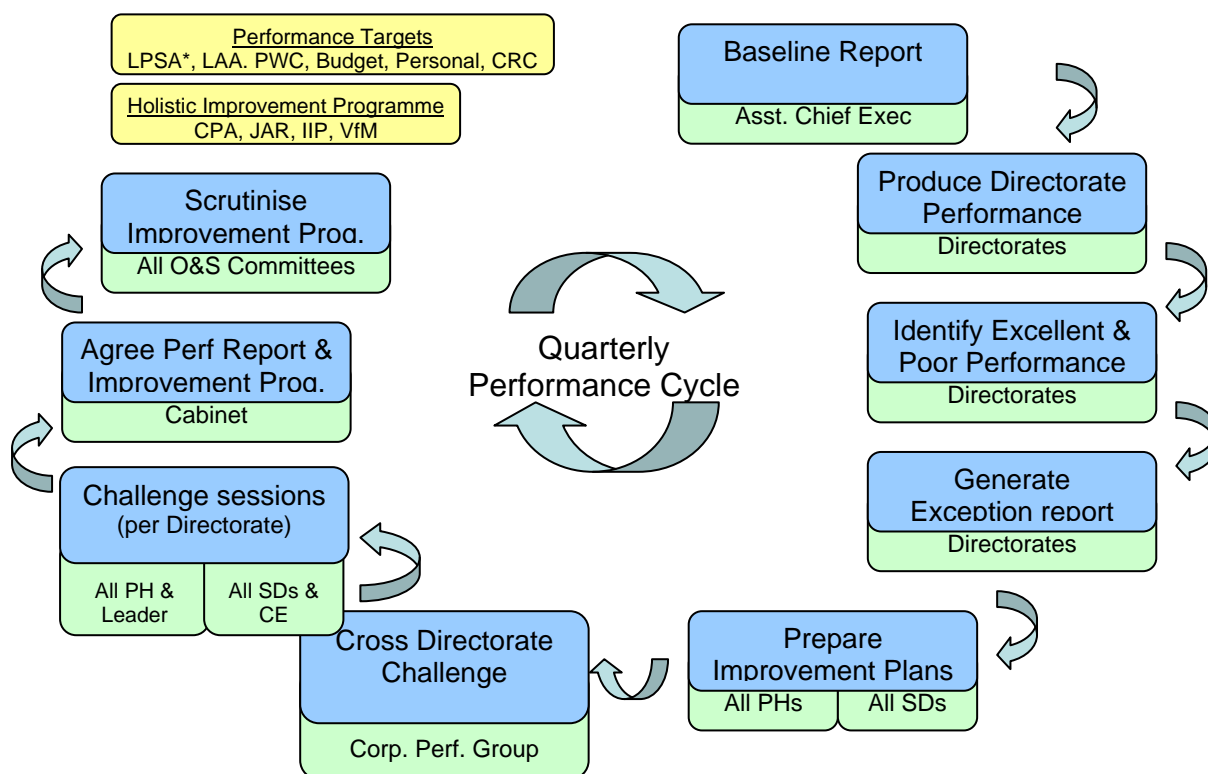 Performance Targets
LPSA*, LAA. PWC, Budget, Personal, CRC
Holistic Improvement Programme
CPA, JAR, IIP, VfM
Baseline Report
Asst. Chief Exec
Produce Directorate
Performance
Directorates
Identify Excellent &
Poor Performance
Directorates
Generate
Exception report
Directorates
Prepare
Improvement Plans
All PHs
All SDs
Cross Directorate
Challenge
Corp. Perf. Group
Challenge sessions
(per Directorate)
All PH &
Leader
All SDs &
CE
Agree Perf Report &
Improvement Prog.
Cabinet
Scrutinise
Improvement Prog.
All O&S Committees
Quarterly
Performance Cycle